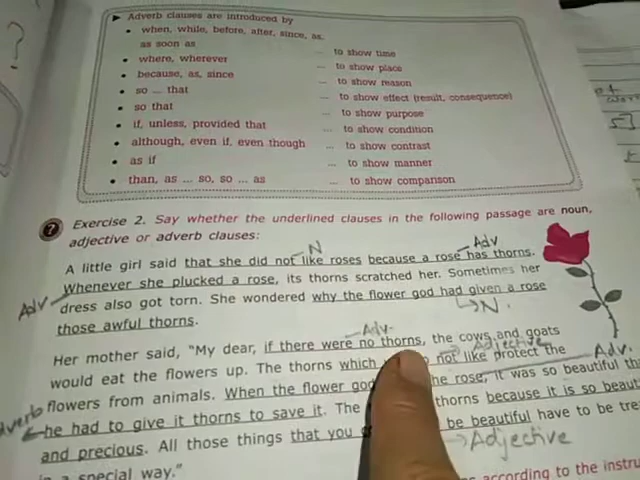 Adverb clauses are introduced by
when, while, before, after, since, as,
as soon as ... to show time
where, wherever ... to show place
because, as, since ... to show reason
so ... that ... to show effect (result, consequence)
so that ... to show purpose
if, unless, provided that ... to show condition
although, even if, even though ... to show contrast
as if ... to show manner
than, as ... so, so ... as ... to show comparison
? Exercise 2. Say whether the underlined clauses in the following passage are noun,
adjective or adverb clauses:
N Adv
A little girl said that she did not like roses because a rose has thorns.
Whenever she plucked a rose, its thorns scratched her. Sometimes her
Adv dress also got torn. She wondered why the flower god had given a rose
those awful thorns. N.
Adv.
Her mother said, "My dear, if there were no thorns, the cows and goats
Adjective
would eat the flowers up. The thorns which not like protect the
Adv.
flowers from animals. When the flower god he rose, it was so beautiful
he had to give it thorns to save it. The thorns because it is so
and precious. All those things that you be beautiful have to be
Adjective
a special way."
according to the